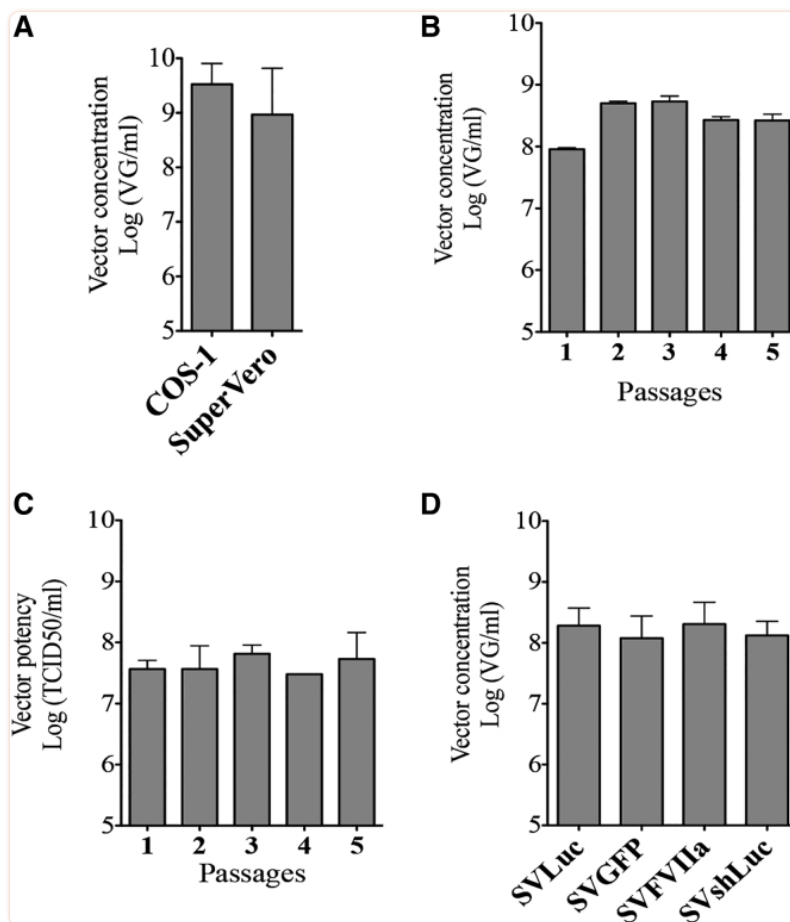 A
Vector concentration
Log (VG/ml)
10
9
8
7
6
5
COS-1
SuperVero
B
Vector concentration
Log (VG/ml)
10
9
8
7
6
5
1 2 3 4 5
Passages
C
Vector potency
Log (TCID50/ml)
10
9
8
7
6
5
1 2 3 4 5
Passages
D
Vector concentration
Log (VG/ml)
10
9
8
7
6
5
SVLuc
SVGFP
SVFVIIa
SVshLuc